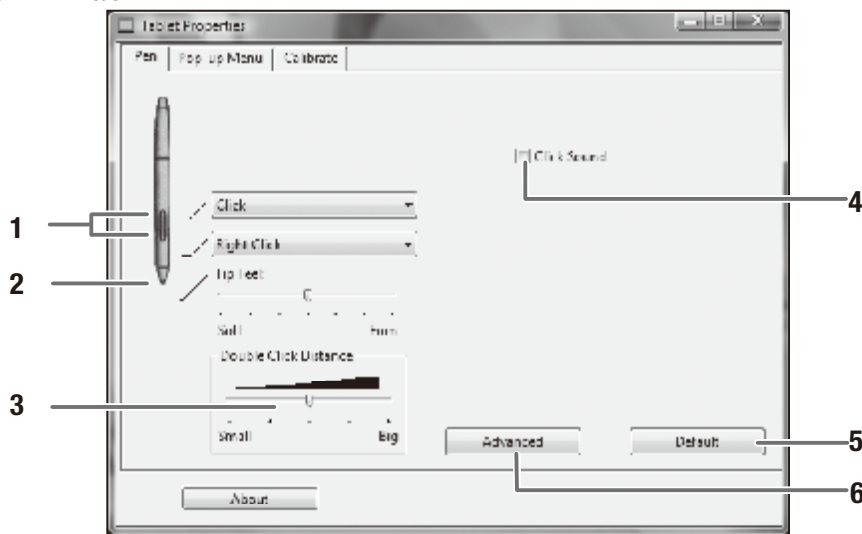 Tablet Properties
Pen
Pop-up Menu
Calibrate
Click Sound
4
Click
1
Right Click
2
Tip Feel
Soft
Firm
Double Click Distance
3
Small
Big
Advanced
Default
5
6
About